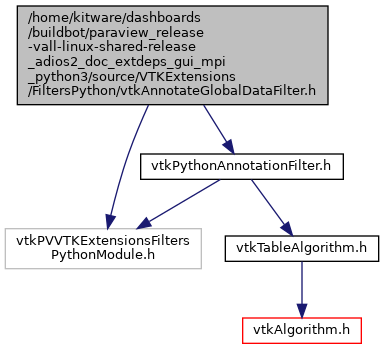 /home/kitware/dashboards
/buildbot/paraview_release
-vall-linux-shared-release
_adios2_doc_extdeps_gui_mpi
_python3/source/VTKExtensions
/FiltersPython/vtkAnnotateGlobalDataFilter.h
vtkPythonAnnotationFilter.h
vtkPVVTKExtensionsFilters
PythonModule.h
vtkTableAlgorithm.h
vtkAlgorithm.h